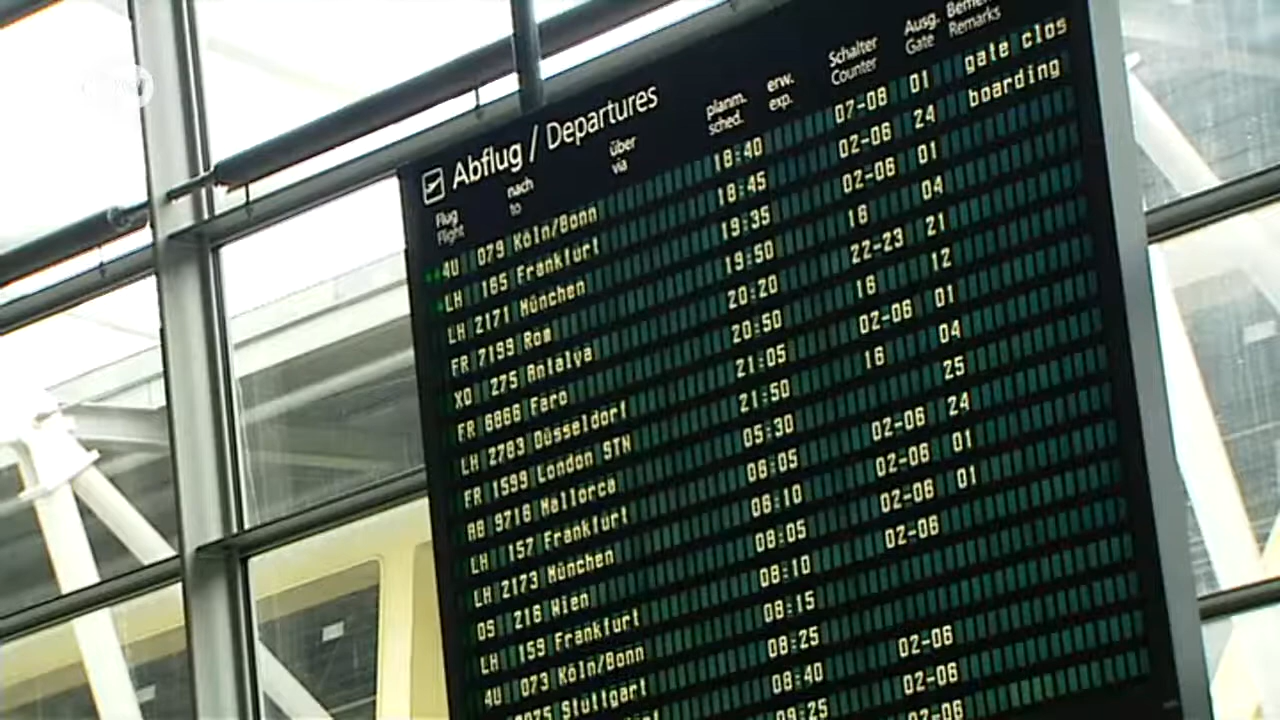 Abflug / Departures
Flug nach über planm. erw. Schalter Ausg.
Flight to via sched. exp. Counter Gate Remarks
4U 079 Köln/Bonn 18:40 07-08 01 gate clos
LH 165 Frankfurt 18:45 02-06 24 boarding
LH 2171 München 19:35 02-06 01
FR 7199 Rom 19:50 16 04
XQ 275 Antalya 20:20 22-23 21
FR 6866 Faro 20:50 16 12
LH 2783 Düsseldorf 21:05 02-06 01
FR 1599 London STN 21:50 16 04
AB 9716 Mallorca 05:30 25
LH 157 Frankfurt 06:05 02-06 24
LH 2173 München 06:10 02-06 01
OS 216 Wien 08:05 02-06 01
LH 159 Frankfurt 08:10 02-06
4U 073 Köln/Bonn 08:15
Stuttgart 08:25
08:40 02-06
09:25 02-06
02-06